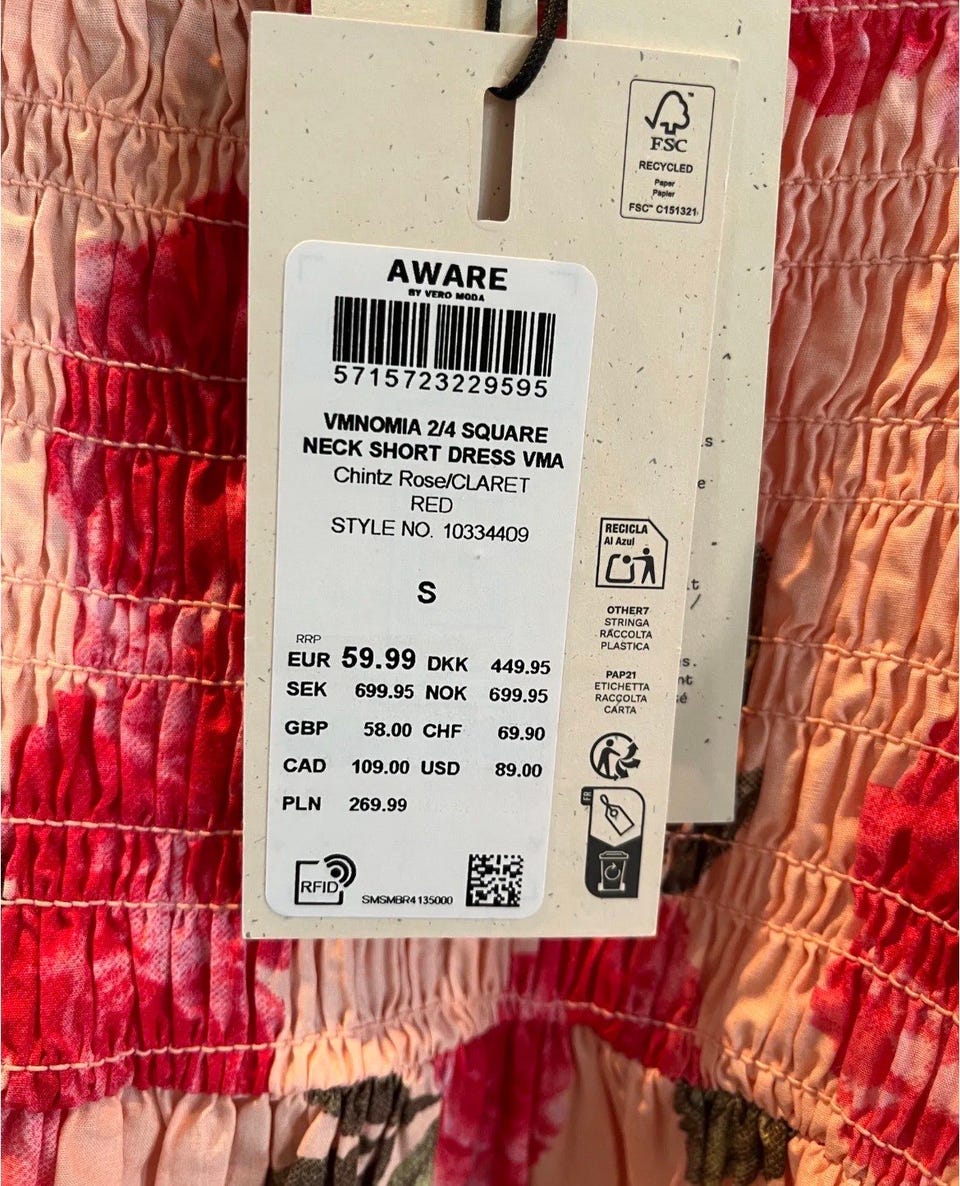 FSC™
RECYCLED
Paper
Papier
FSC™ C151321
AWARE
BY VERO MODA
5715723229595
VMNOMIA 2/4 SQUARE
NECK SHORT DRESS VMA
Chintz Rose/CLARET
RED
STYLE NO. 10334409
S
RRP
EUR 59.99 DKK 449.95
SEK 699.95 NOK 699.95
GBP 58.00 CHF 69.90
CAD 109.00 USD 89.00
PLN 269.99
RFID
SMSMBR4135000
RECICLA
Al Azul
OTHER7
STRINGA
RACCOLTA
PLASTICA
PAP21
ETICHETTA
RACCOLTA
CARTA
FR